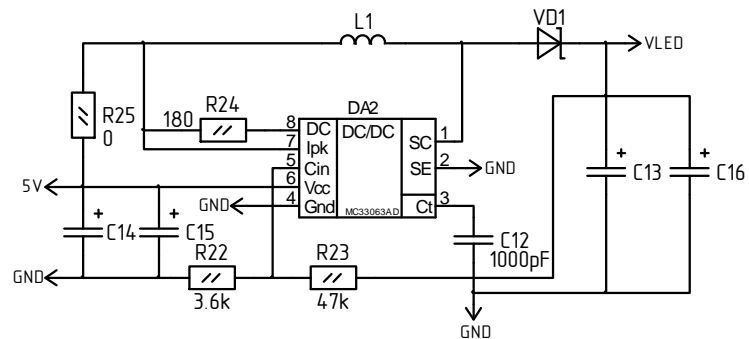 L1
VD1
VLED
R25
0
180
R24
DA2
8
DC
DC/DC
SC
1
7
Ipk
5
Cin
SE
2
GND
6
Vcc
5V
4
Gnd
GND
MC33063AD
Ct
3
+
C13
+
C16
+
C14
+
C15
C12
1000pF
R22
3.6k
R23
47k
GND
GND